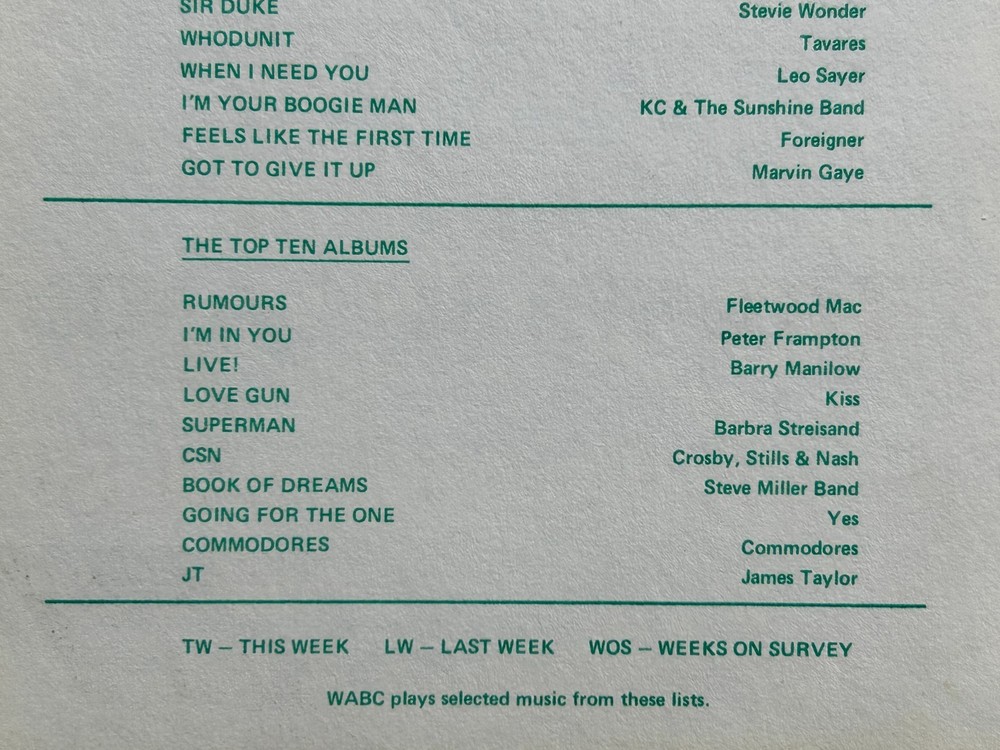 SIR DUKE Stevie Wonder
WHODUNIT Tavares
WHEN I NEED YOU Leo Sayer
I'M YOUR BOOGIE MAN KC & The Sunshine Band
FEELS LIKE THE FIRST TIME Foreigner
GOT TO GIVE IT UP Marvin Gaye
THE TOP TEN ALBUMS
RUMOURS Fleetwood Mac
I'M IN YOU Peter Frampton
LIVE! Barry Manilow
LOVE GUN Kiss
SUPERMAN Barbra Streisand
CSN Crosby, Stills & Nash
BOOK OF DREAMS Steve Miller Band
GOING FOR THE ONE Yes
COMMODORES Commodores
JT James Taylor
TW – THIS WEEK LW – LAST WEEK WOS – WEEKS ON SURVEY
WABC plays selected music from these lists.